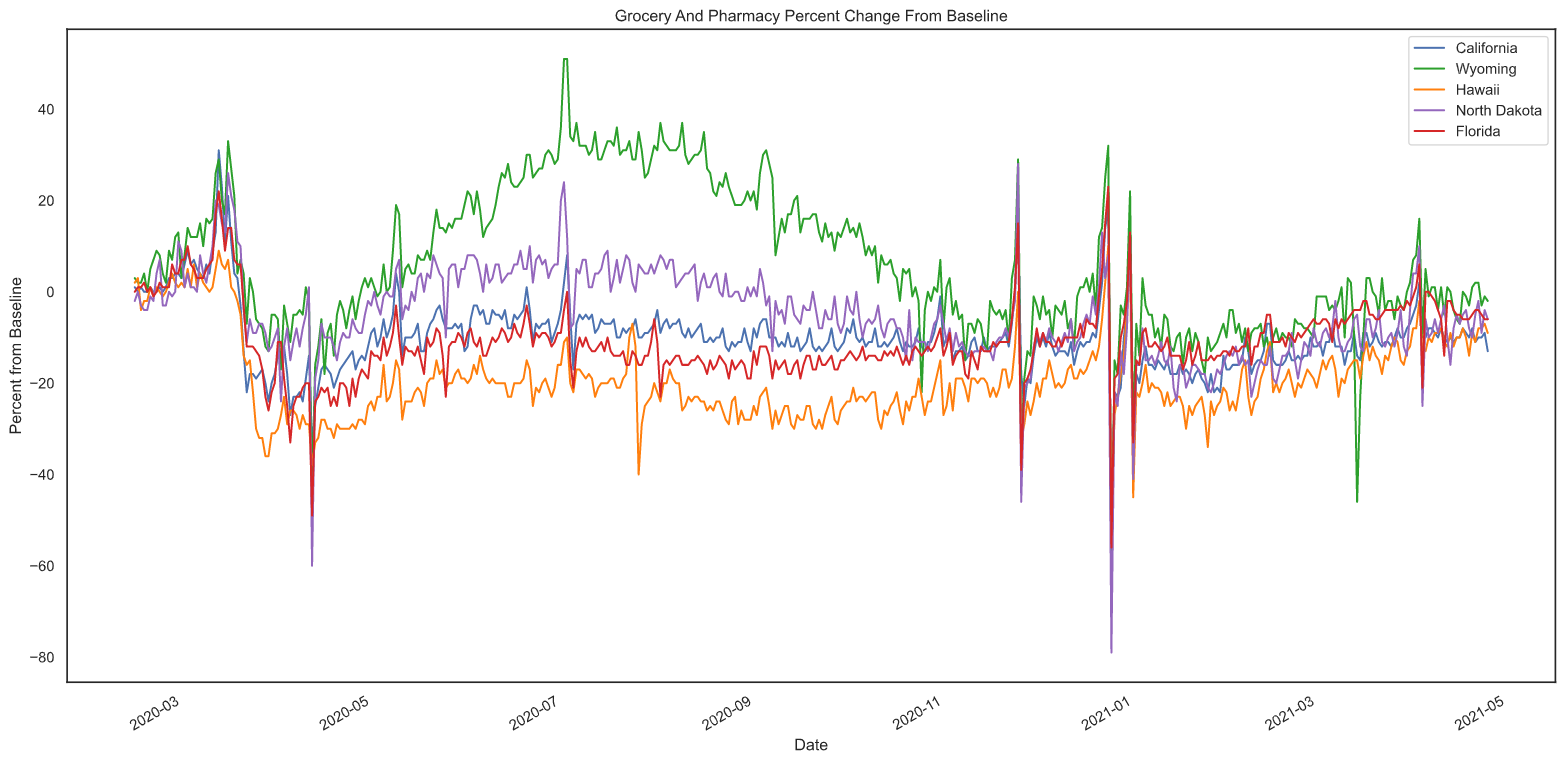 Grocery And Pharmacy Percent Change From Baseline
California
Wyoming
Hawaii
North Dakota
Florida
Percent from Baseline
40
20
0
−20
−40
−60
−80
2020-03
2020-05
2020-07
2020-09
2020-11
2021-01
2021-03
2021-05
Date